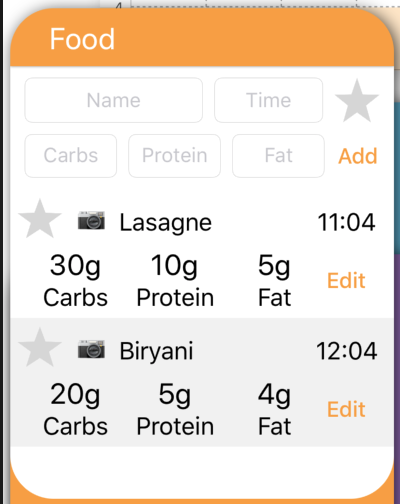 4
Food
Name Time
Carbs Protein Fat Add
Lasagne 11:04
30g 10g 5g
Carbs Protein Fat Edit
Biryani 12:04
20g 5g 4g
Carbs Protein Fat Edit